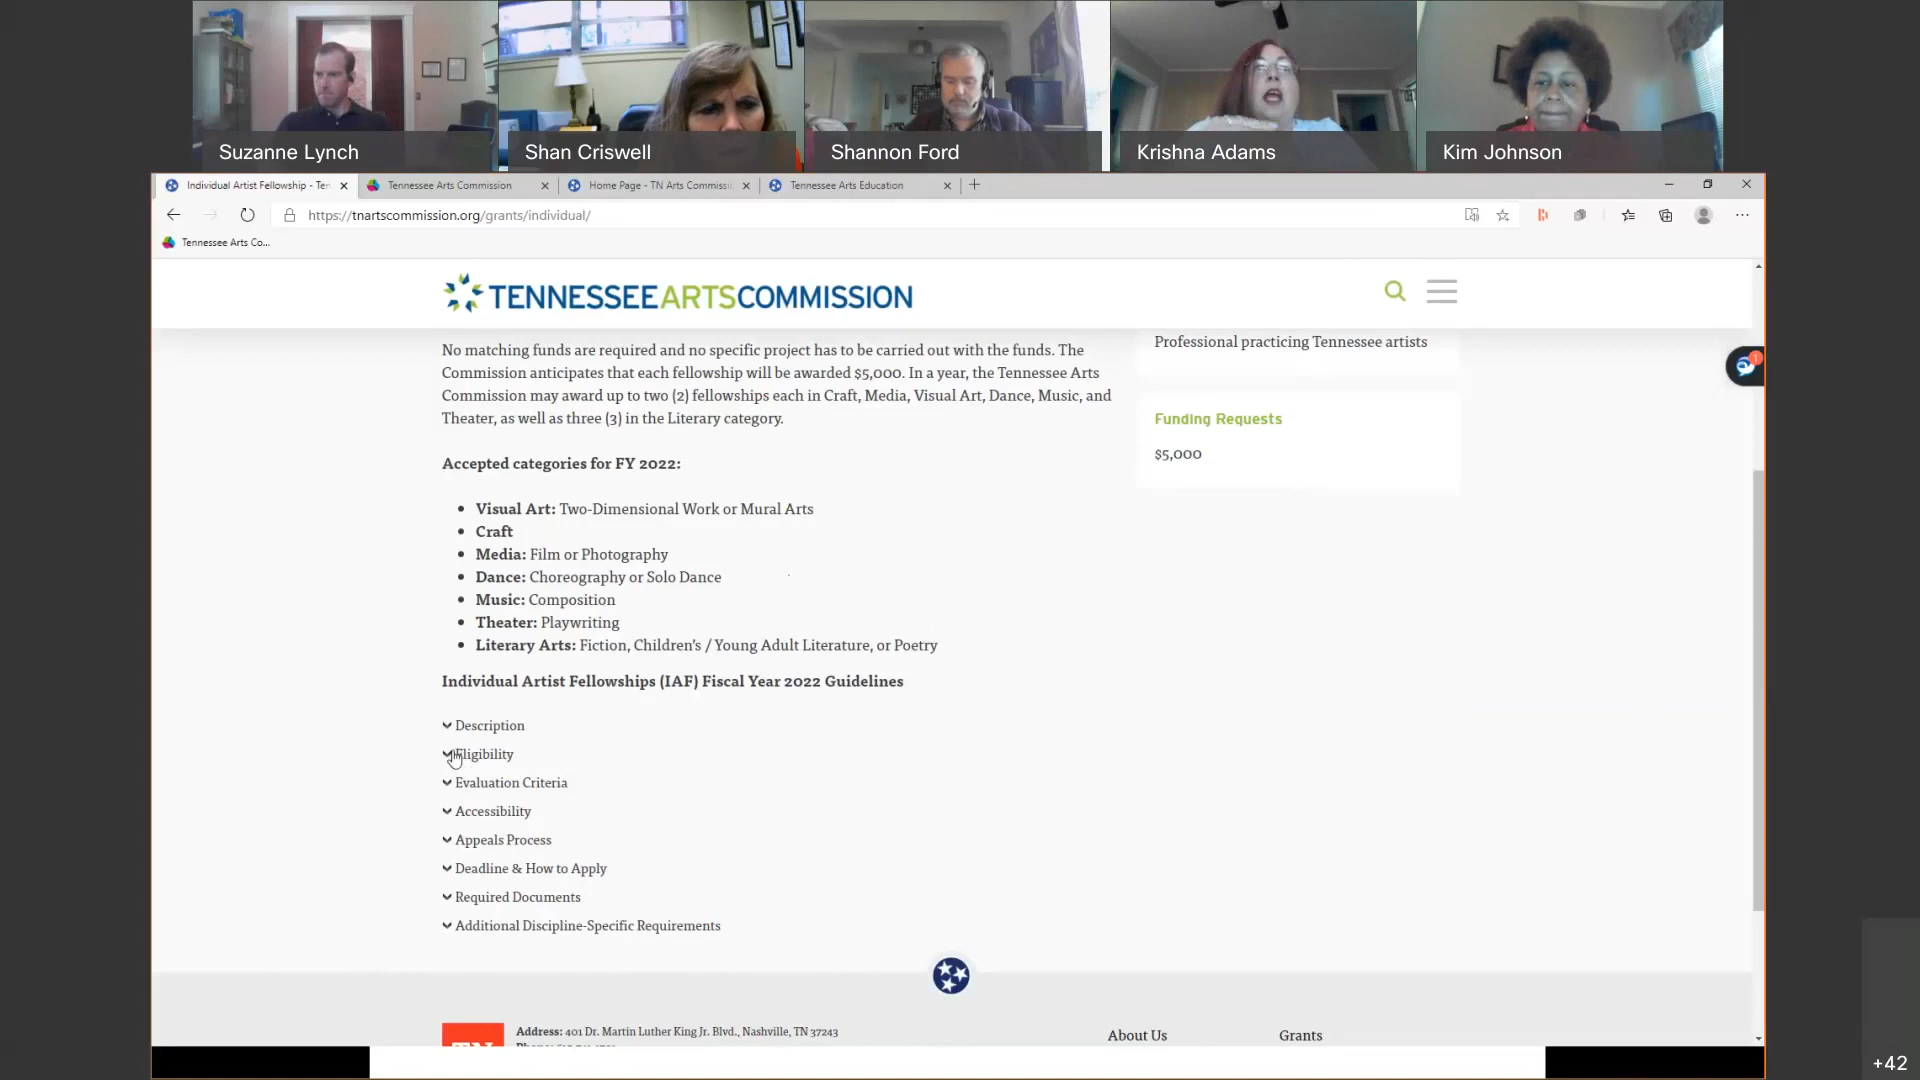 Suzanne Lynch
Shan Criswell
Shannon Ford
Krishna Adams
Kim Johnson
Individual Artist Fellowship - Ten
Tennessee Arts Commission
Home Page - TN Arts Commissi
Tennessee Arts Education
https://tnartscommission.org/grants/individual/
Tennessee Arts Co...
TENNESSEEARTSCOMMISSION
No matching funds are required and no specific project has to be carried out with the funds. The
Commission anticipates that each fellowship will be awarded $5,000. In a year, the Tennessee Arts
Commission may award up to two (2) fellowships each in Craft, Media, Visual Art, Dance, Music, and
Theater, as well as three (3) in the Literary category.
Professional practicing Tennessee artists
1
Funding Requests
$5,000
Accepted categories for FY 2022:
Visual Art: Two-Dimensional Work or Mural Arts
Craft
Media: Film or Photography
Dance: Choreography or Solo Dance
Music: Composition
Theater: Playwriting
Literary Arts: Fiction, Children's / Young Adult Literature, or Poetry
Individual Artist Fellowships (IAF) Fiscal Year 2022 Guidelines
Description
Eligibility
Evaluation Criteria
Accessibility
Appeals Process
Deadline & How to Apply
Required Documents
Additional Discipline-Specific Requirements
TN
Address: 401 Dr. Martin Luther King Jr. Blvd., Nashville, TN 37243
About Us
Grants
+42